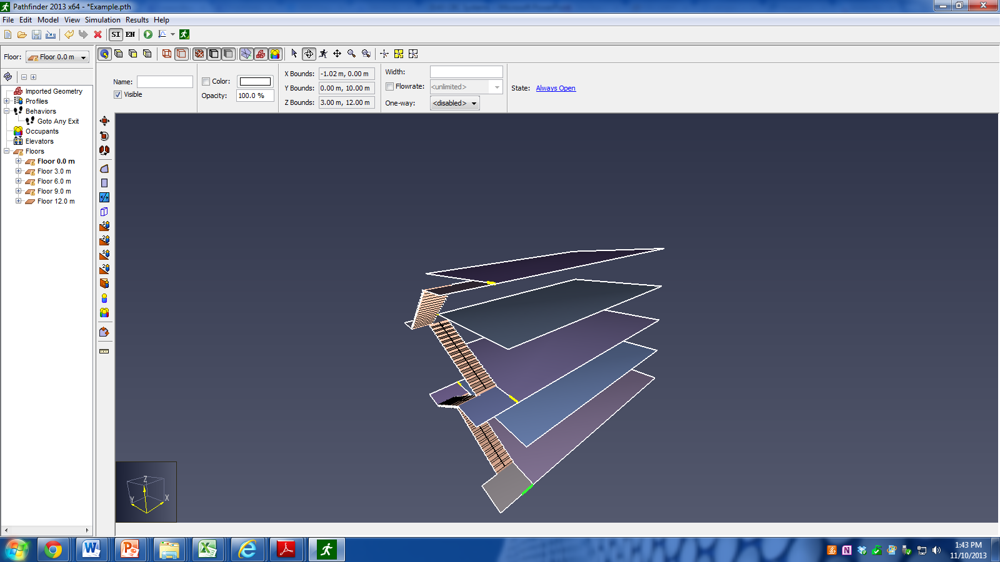 Pathfinder 2013 x64 - *Example.pth
File Edit Model View Simulation Results Help
SI EN
Floor: Floor 0.0 m
Name:
Visible
Color:
Opacity: 100.0 %
X Bounds: -1.02 m, 0.00 m
Y Bounds: 0.00 m, 10.00 m
Z Bounds: 3.00 m, 12.00 m
Width:
Flowrate: <unlimited>
One-way: <disabled>
State: Always Open
Imported Geometry
Profiles
Behaviors
Goto Any Exit
Occupants
Elevators
Floors
Floor 0.0 m
Floor 3.0 m
Floor 6.0 m
Floor 9.0 m
Floor 12.0 m
Z
Y X
1:43 PM
11/10/2013